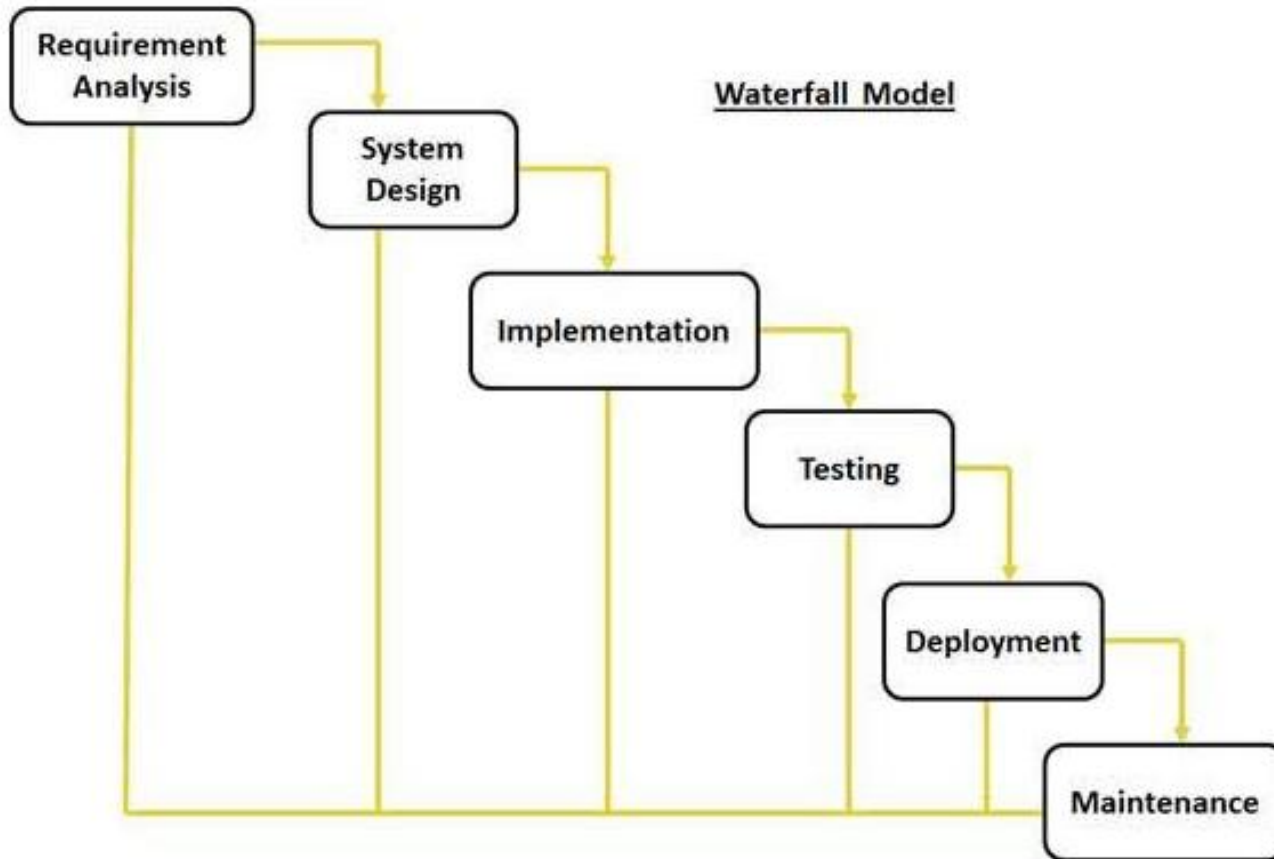 Requirement
Analysis
Waterfall Model
System
Design
Implementation
Testing
Deployment
Maintenance